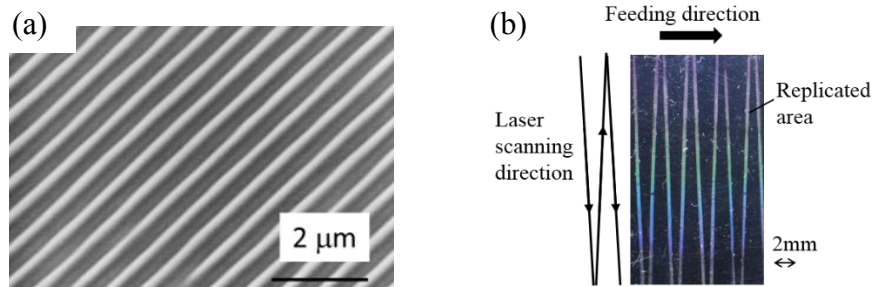 (a)
2 μm
(b)
Feeding direction
Laser
scanning
direction
Replicated
area
2mm